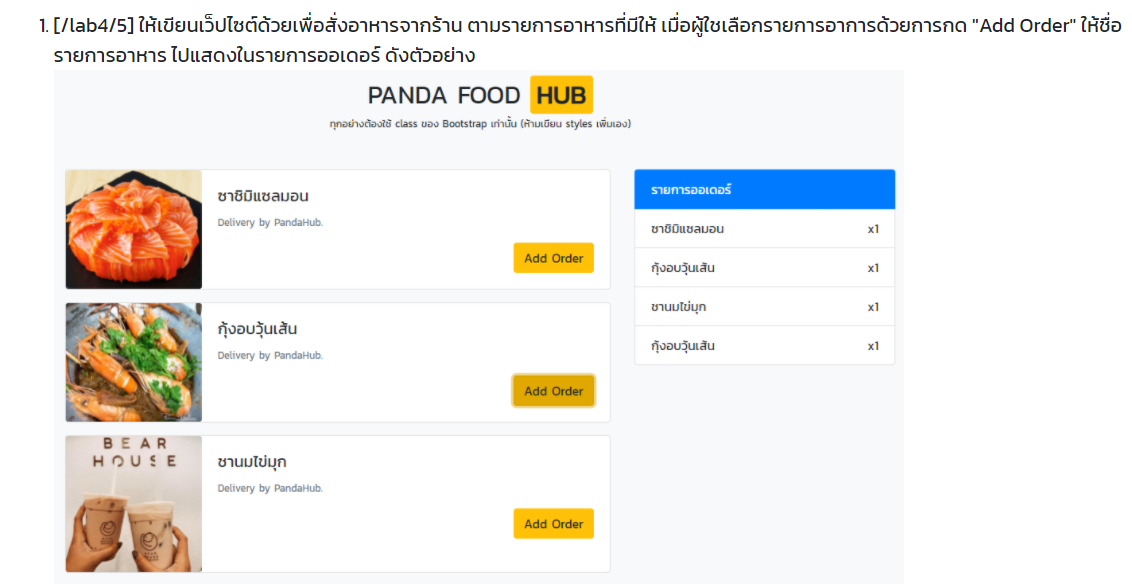 1. [/lab4/5] ให้เขียนเว็ปไซต์ด้วยเพื่อสั่งอาหารจากร้าน ตามรายการอาหารที่มีให้ เมื่อผู้ใชเลือกรายการอาการด้วยการกด "Add Order" ให้ชื่อ
รายการอาหาร ไปแสดงในรายการออเดอร์ ดังตัวอย่าง
PANDA FOOD HUB
ทุกอย่างต้องใช้ class ของ Bootstrap เท่านั้น (ห้ามเขียน styles เพิ่มเอง)
ซาชิมิแซลมอน
Delivery by PandaHub.
Add Order
กุ้งอบวุ้นเส้น
Delivery by PandaHub.
Add Order
BEAR
HOUSE
ชานมไข่มุก
Delivery by PandaHub.
Add Order
รายการออเดอร์
ซาชิมิแซลมอน x1
กุ้งอบวุ้นเส้น x1
ชานมไข่มุก x1
กุ้งอบวุ้นเส้น x1